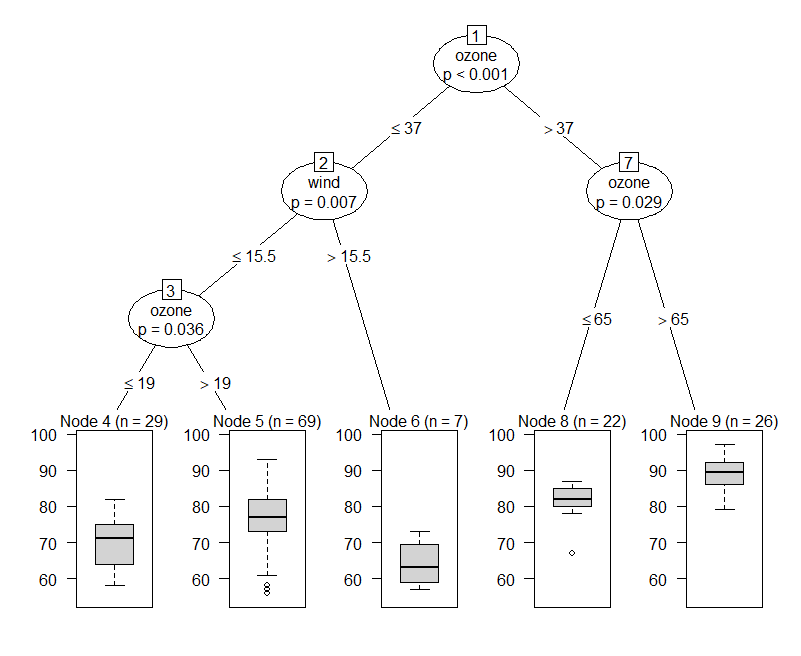 1
ozone
p < 0.001
≤ 37
> 37
2
wind
p = 0.007
7
ozone
p = 0.029
≤ 15.5
> 15.5
3
ozone
p = 0.036
≤ 65
> 65
≤ 19
> 19
Node 4 (n = 29)
100
90
80
70
60
Node 5 (n = 69)
100
90
80
70
60
Node 6 (n = 7)
100
90
80
70
60
Node 8 (n = 22)
100
90
80
70
60
Node 9 (n = 26)
100
90
80
70
60